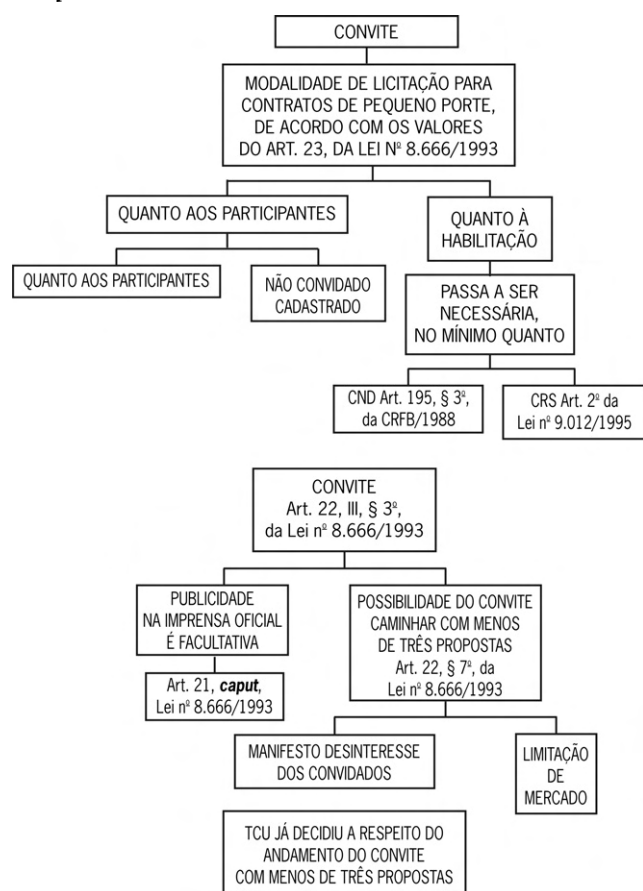 CONVITE
MODALIDADE DE LICITAÇÃO PARA
CONTRATOS DE PEQUENO PORTE,
DE ACORDO COM OS VALORES
DO ART. 23, DA LEI Nº 8.666/1993
QUANTO AOS PARTICIPANTES
QUANTO À
HABILITAÇÃO
QUANTO AOS PARTICIPANTES
NÃO CONVIDADO
CADASTRADO
PASSA A SER
NECESSÁRIA,
NO MÍNIMO QUANTO
CND Art. 195, § 3º,
da CRFB/1988
CRS Art. 2º da
Lei nº 9.012/1995
CONVITE
Art. 22, III, § 3º,
da Lei nº 8.666/1993
PUBLICIDADE
NA IMPRENSA OFICIAL
É FACULTATIVA
POSSIBILIDADE DO CONVITE
CAMINHAR COM MENOS
DE TRÊS PROPOSTAS
Art. 22, § 7º, da
Lei nº 8.666/1993
Art. 21, caput,
Lei nº 8.666/1993
MANIFESTO DESINTERESSE
DOS CONVIDADOS
LIMITAÇÃO
DE
MERCADO
TCU JÁ DECIDIU A RESPEITO DO
ANDAMENTO DO CONVITE
COM MENOS DE TRÊS PROPOSTAS